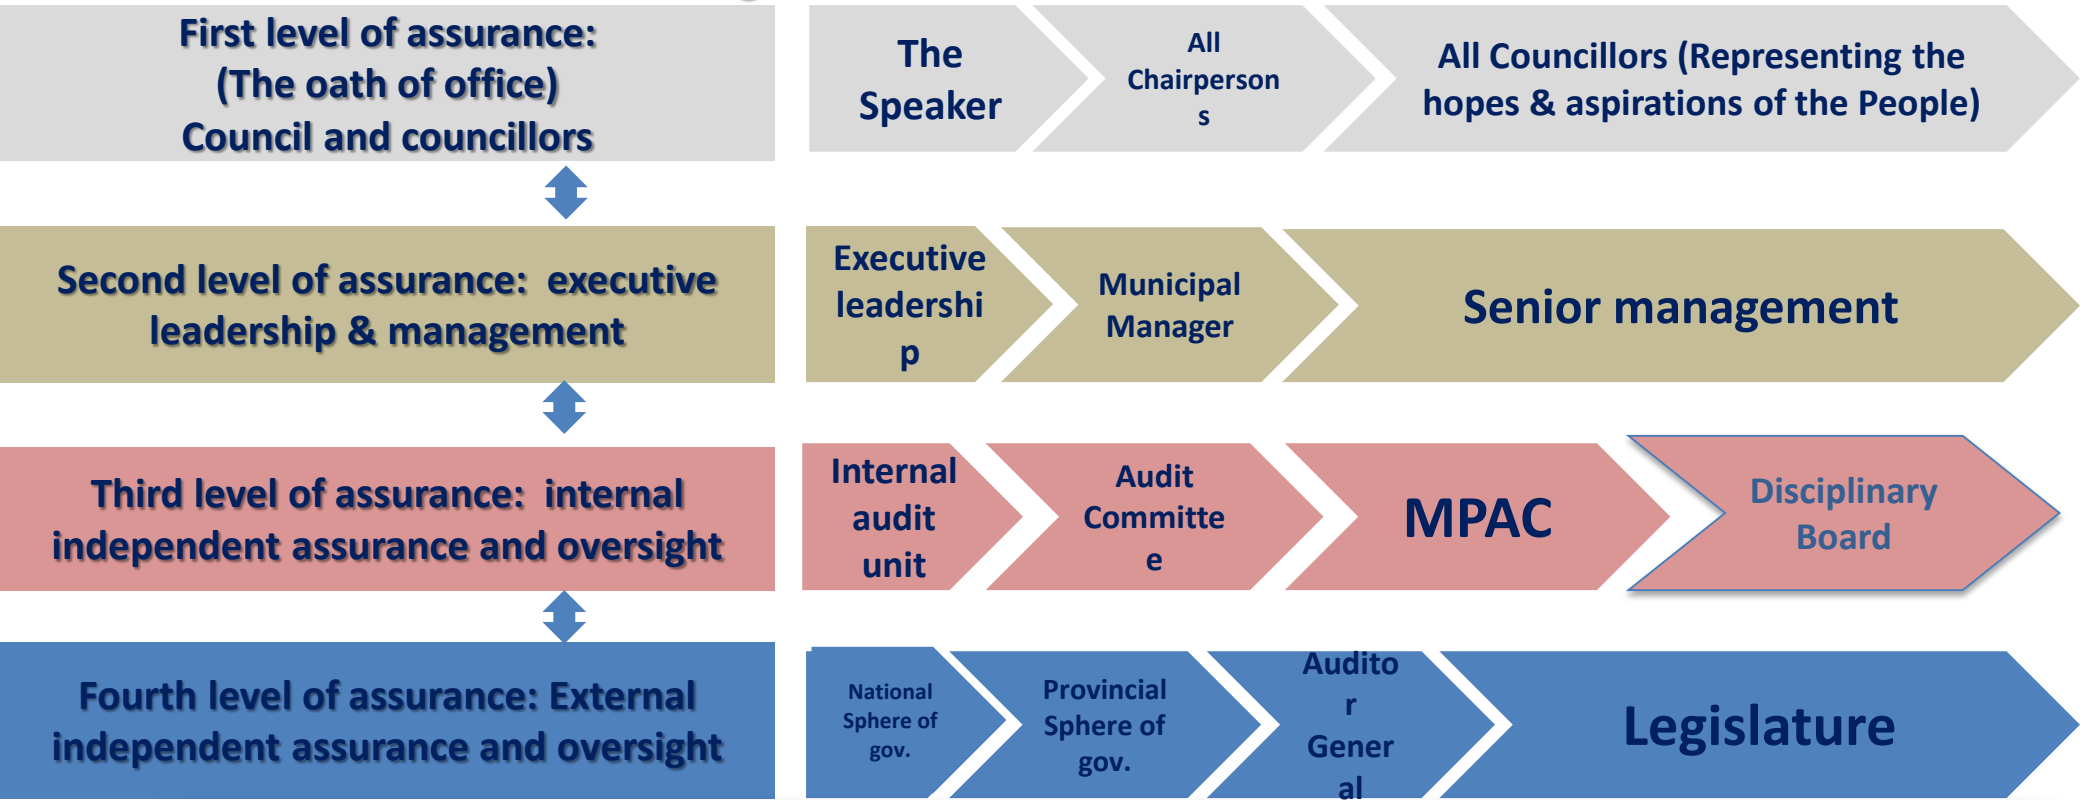 First level of assurance:
(The oath of office)
Council and councillors
The
Speaker
All
Chairperson
s
All Councillors (Representing the
hopes & aspirations of the People)
Second level of assurance: executive
leadership & management
Executive
leadershi
p
Municipal
Manager
Senior management
Third level of assurance: internal
independent assurance and oversight
Internal
audit
unit
Audit
Committe
e
MPAC
Disciplinary
Board
Fourth level of assurance: External
independent assurance and oversight
National
Sphere of
gov.
Provincial
Sphere of
gov.
Audito
r
Gener
al
Legislature